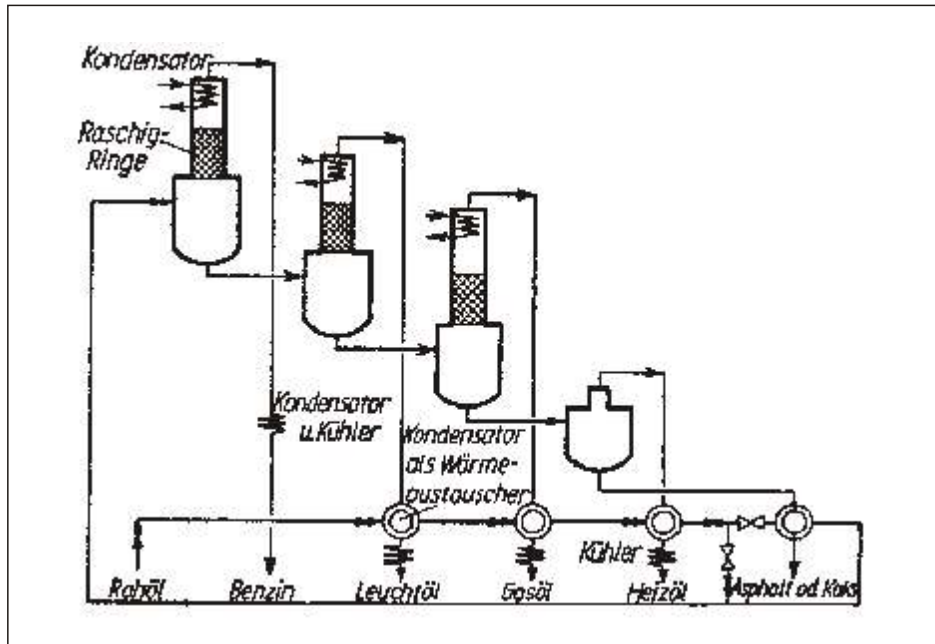 Kondensator
Raschig-
Ringe
Kondensator
u.Kühler
Kondensator
als Wärme-
austauscher
Kühler
Rohöl
Benzin
Leuchtöl
Gasöl
Heizöl
Asphalt od Koks